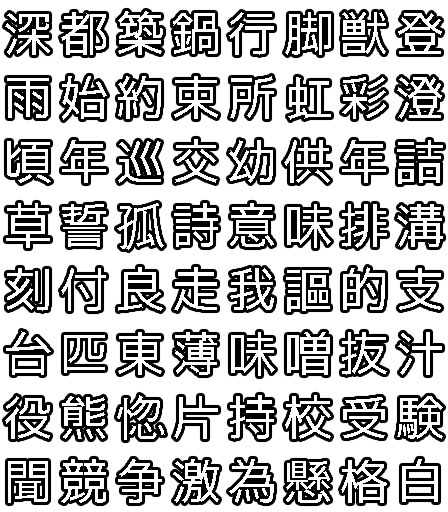 深都築鍋行脚獣登
雨始約束所虹彩澄
頃年巡交幼供年詰
草誓孤詩意味排溝
刻付良走我謳的支
台匹東薄味噌抜汁
役熊惚片持校受験
聞競争激為懸格白